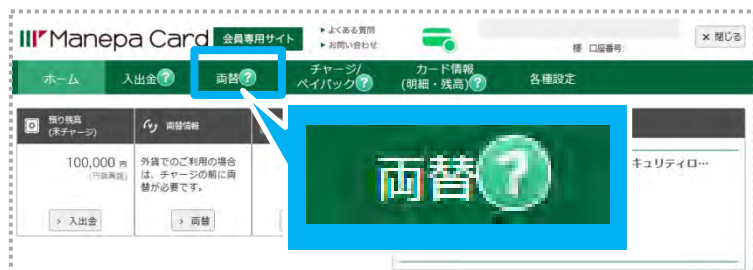 Manepa Card 会員専用サイト
よくある質問
お問い合わせ
様 口座番号:
× 閉じる
ホーム
入出金?
両替?
チャージ/
ペイバック?
カード情報
(明細・残高)?
各種設定
預り残高
(未チャージ)
両替情報
100,000 円
(円換算額)
外貨でのご利用の場合
は、チャージの前に両
替が必要です。
> 入出金
> 両替
両替?
キュリティロ…